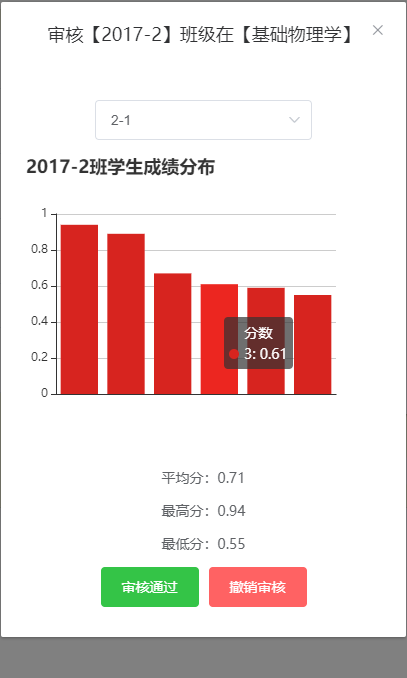 审核【2017-2】班级在【基础物理学】
2-1
2017-2班学生成绩分布
1
0.8
0.6
0.4
0.2
0
分数
3: 0.61
平均分：0.71
最高分：0.94
最低分：0.55
审核通过 撤销审核